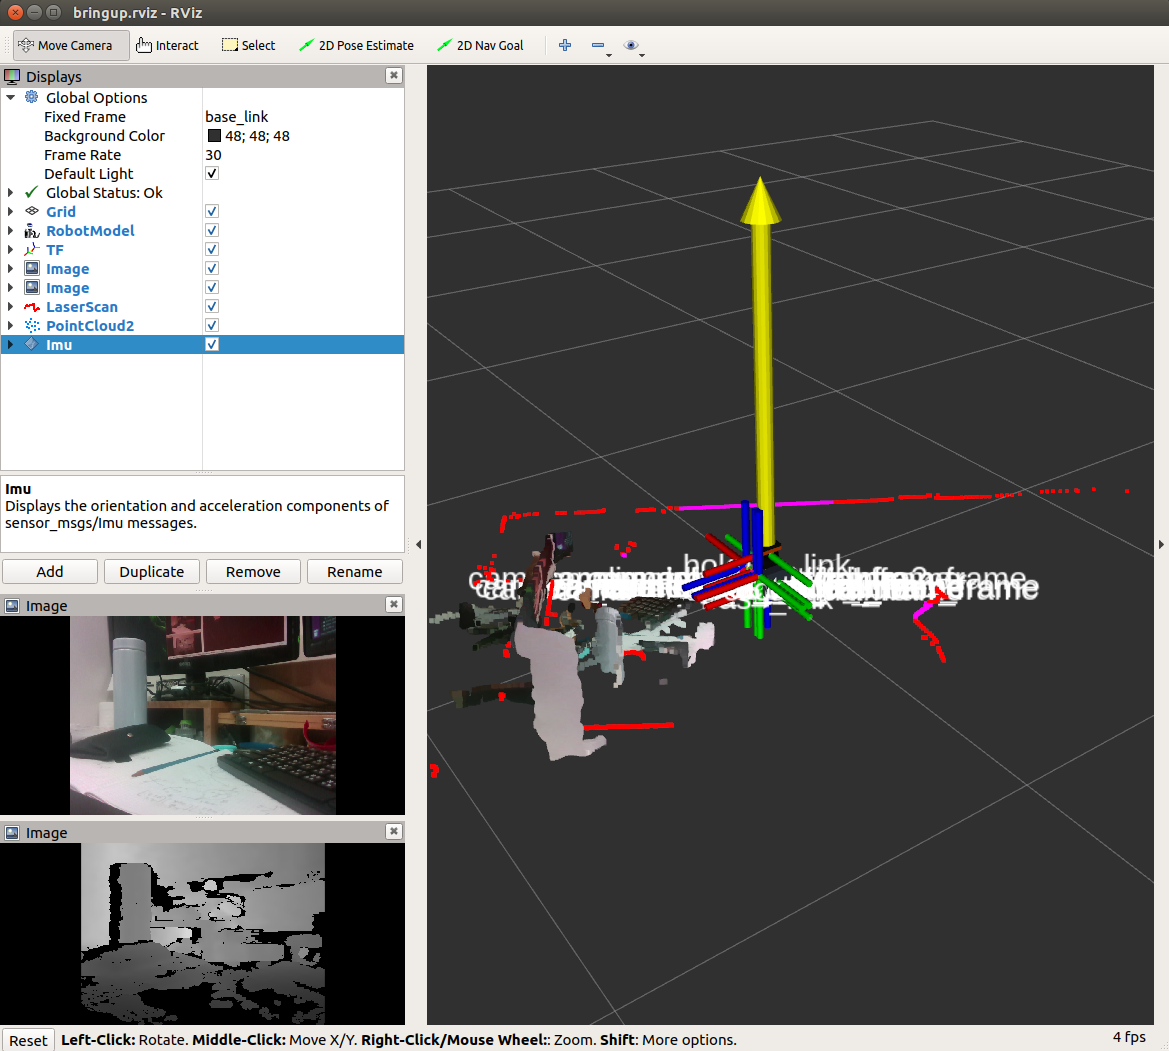 bringup.rviz - RViz
Move Camera Interact Select 2D Pose Estimate 2D Nav Goal
Displays
Global Options
Fixed Frame base_link
Background Color 48; 48; 48
Frame Rate 30
Default Light
Global Status: Ok
Grid
RobotModel
TF
Image
Image
LaserScan
PointCloud2
Imu
Imu
Displays the orientation and acceleration components of
sensor_msgs/Imu messages.
Add Duplicate Remove Rename
Image
Image
link
frame
Reset Left-Click: Rotate. Middle-Click: Move X/Y. Right-Click/Mouse Wheel:: Zoom. Shift: More options. 4 fps